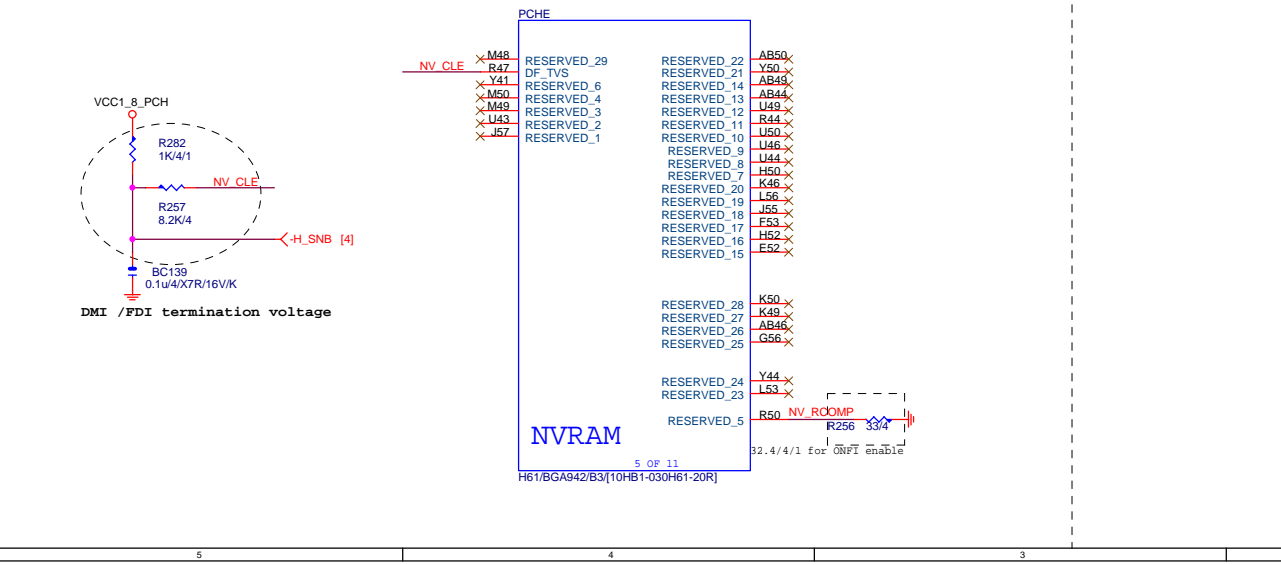 PCHE
NV_CLE
M48 RESERVED_29
R47 DF_TVS
Y41 RESERVED_6
M50 RESERVED_4
M49 RESERVED_3
U43 RESERVED_2
J57 RESERVED_1
RESERVED_22 AB50
RESERVED_21 Y50
RESERVED_14 AB49
RESERVED_13 AB44
RESERVED_12 U49
RESERVED_11 R44
RESERVED_10 U50
RESERVED_9 U46
RESERVED_8 U44
RESERVED_7 H50
RESERVED_20 K46
RESERVED_19 L56
RESERVED_18 J55
RESERVED_17 F53
RESERVED_16 H52
RESERVED_15 E52
RESERVED_28 K50
RESERVED_27 K49
RESERVED_26 AB46
RESERVED_25 G56
RESERVED_24 Y44
RESERVED_23 L53
RESERVED_5 R50 NV_RCOMP
R256 33/4
32.4/4/1 for ONFI enable
NVRAM
5 OF 11
H61/BGA942/B3/[10HB1-030H61-20R]
VCC1_8_PCH
R282
1K/4/1
NV_CLE
R257
8.2K/4
-H_SNB [4]
BC139
0.1u/4/X7R/16V/K
DMI /FDI termination voltage
5 4 3